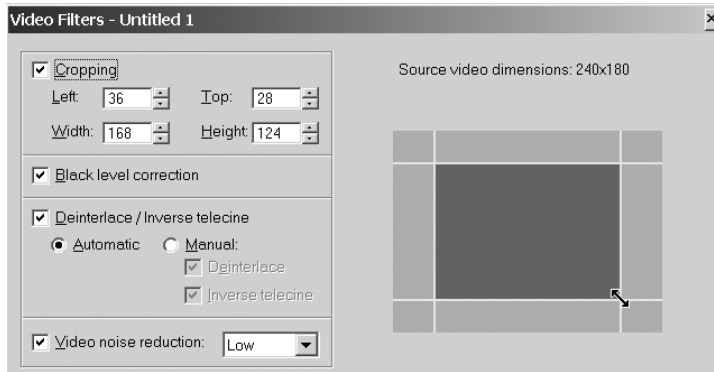 Video Filters - Untitled 1
Cropping
Left: 36 Top: 28
Width: 168 Height: 124
Black level correction
Deinterlace / Inverse telecine
Automatic Manual:
Deinterlace
Inverse telecine
Video noise reduction: Low
Source video dimensions: 240x180